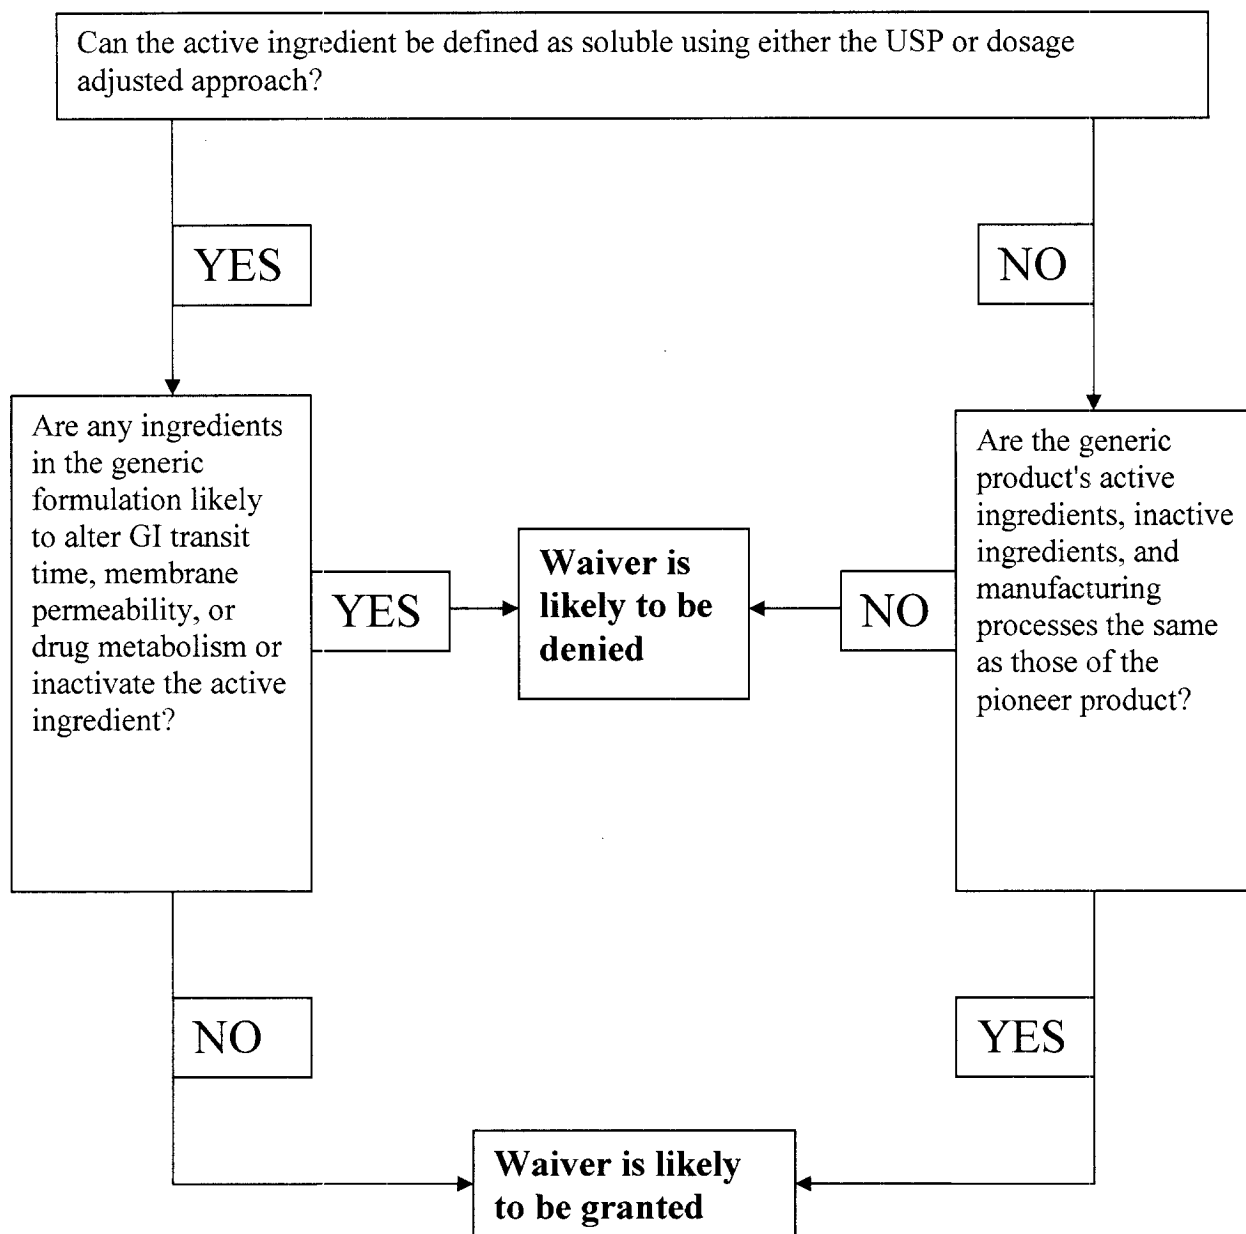 Can the active ingredient be defined as soluble using either the USP or dosage
adjusted approach?
YES
NO
Are any ingredients
in the generic
formulation likely
to alter GI transit
time, membrane
permeability, or
drug metabolism or
inactivate the active
ingredient?
YES
Waiver is
likely to be
denied
NO
Are the generic
product's active
ingredients, inactive
ingredients, and
manufacturing
processes the same
as those of the
pioneer product?
NO
YES
Waiver is likely
to be granted